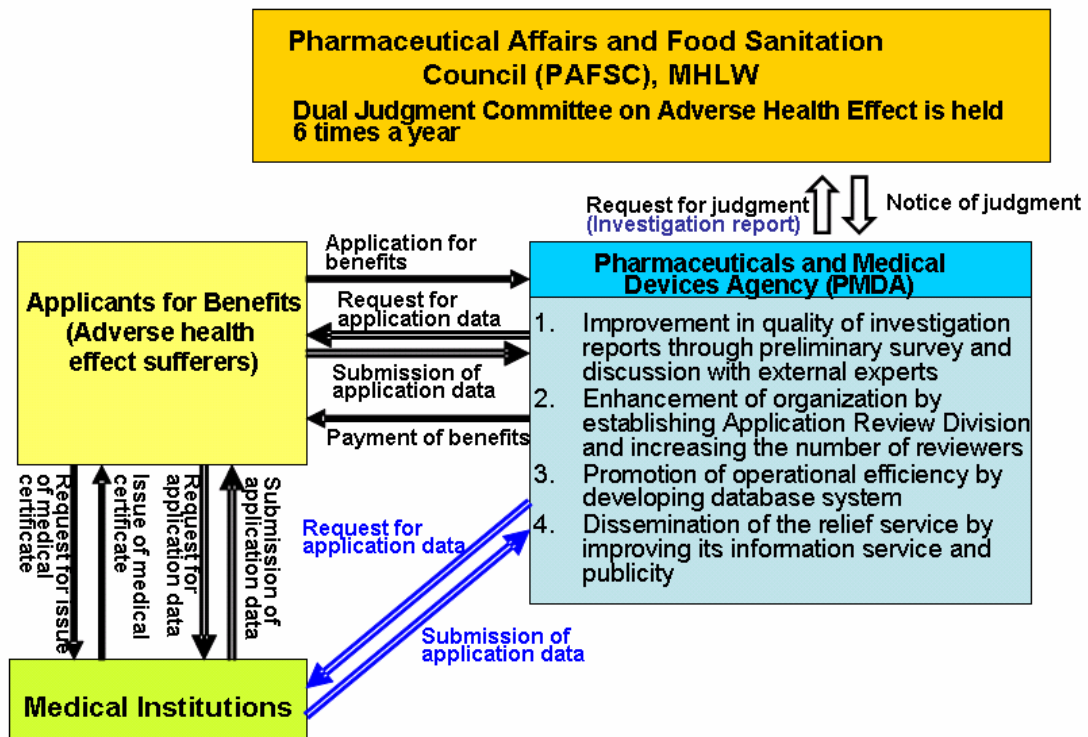 Pharmaceutical Affairs and Food Sanitation
Council (PAFSC), MHLW
Dual Judgment Committee on Adverse Health Effect is held
6 times a year
Request for judgment
(Investigation report)
Notice of judgment
Applicants for Benefits
(Adverse health
effect sufferers)
Application for
benefits
Request for
application data
Submission of
application data
Payment of benefits
Pharmaceuticals and Medical
Devices Agency (PMDA)
1. Improvement in quality of investigation
reports through preliminary survey and
discussion with external experts
2. Enhancement of organization by
establishing Application Review Division
and increasing the number of reviewers
3. Promotion of operational efficiency by
developing database system
4. Dissemination of the relief service by
improving its information service and
publicity
Request for issue
of medical
certificate
Issue of medical
certificate
Request for
application data
Submission of
application data
Request for
application data
Submission of
application data
Medical Institutions